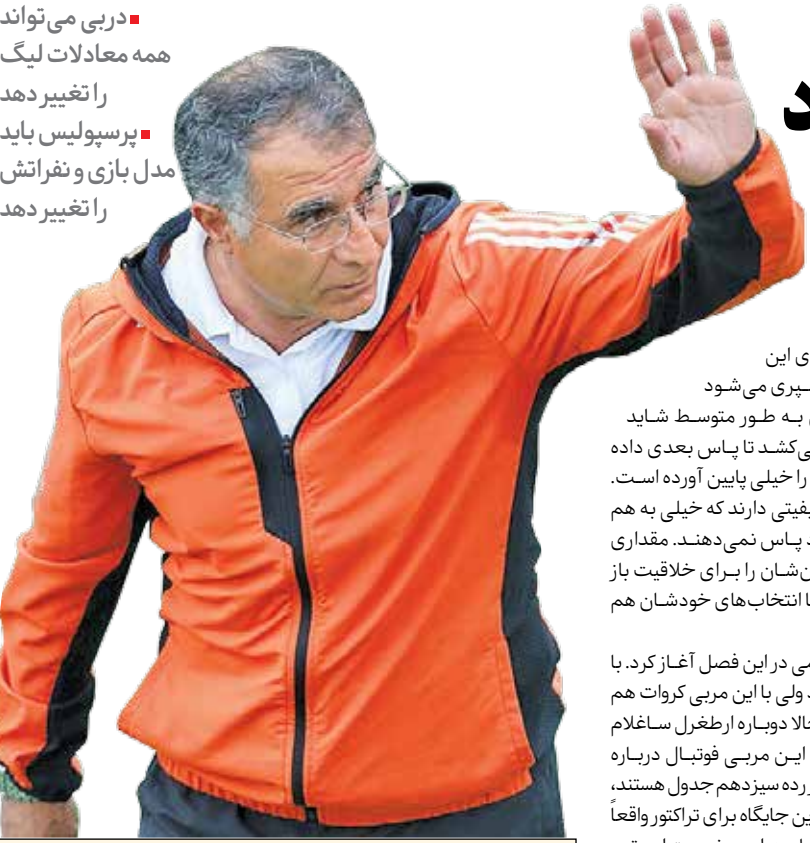 دربی می‌تواند
همه معادلات لیگ
را تغییر دهد
پرسپولیس باید
مدل بازی و نفراتش
را تغییر دهد
د
ی این
سپری می‌شود
به طور متوسط شاید
می‌کشد تا پاس بعدی داده
را خیلی پایین آورده است.
یفیتی دارند که خیلی به هم
پاس نمی‌دهند. مقداری
ن‌شان را برای خلاقیت باز
ا انتخاب‌های خودشان هم
می در این فصل آغاز کرد. با
ولی با این مربی کروات هم
حالا دوباره ارطغرل ساغلام
این مربی فوتبال درباره
ر رده سیزدهم جدول هستند،
ین جایگاه برای تراکتور واقعاً